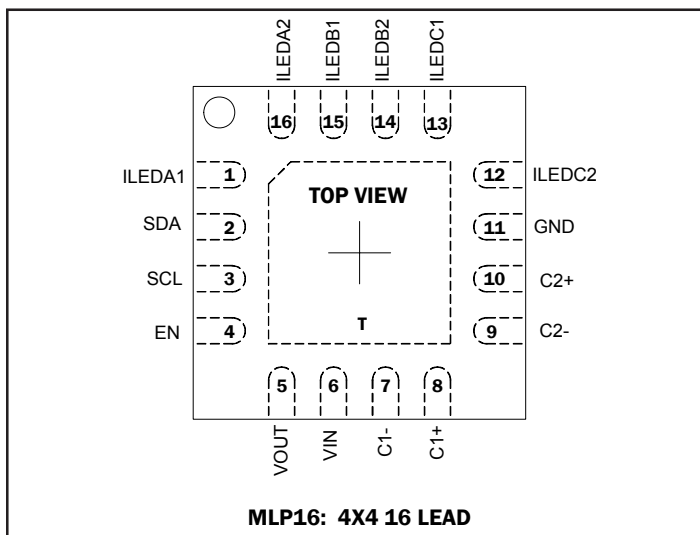 ILEDA2
ILEDB1
ILEDB2
ILEDC1
16
15
14
13
ILEDA1
1
TOP VIEW
12
ILEDC2
SDA
2
11
GND
SCL
3
10
C2+
EN
4
T
9
C2-
5
6
7
8
VOUT
VIN
C1-
C1+
MLP16: 4X4 16 LEAD